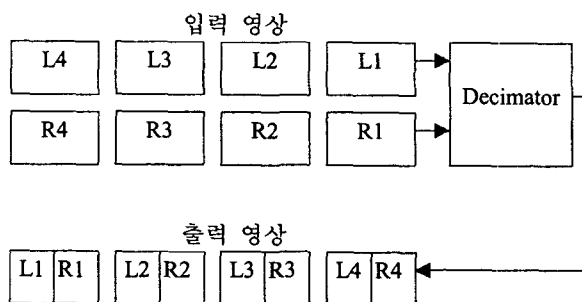 입력 영상
L4 L3 L2 L1
Decimator
R4 R3 R2 R1
출력 영상
L1 R1 L2 R2 L3 R3 L4 R4